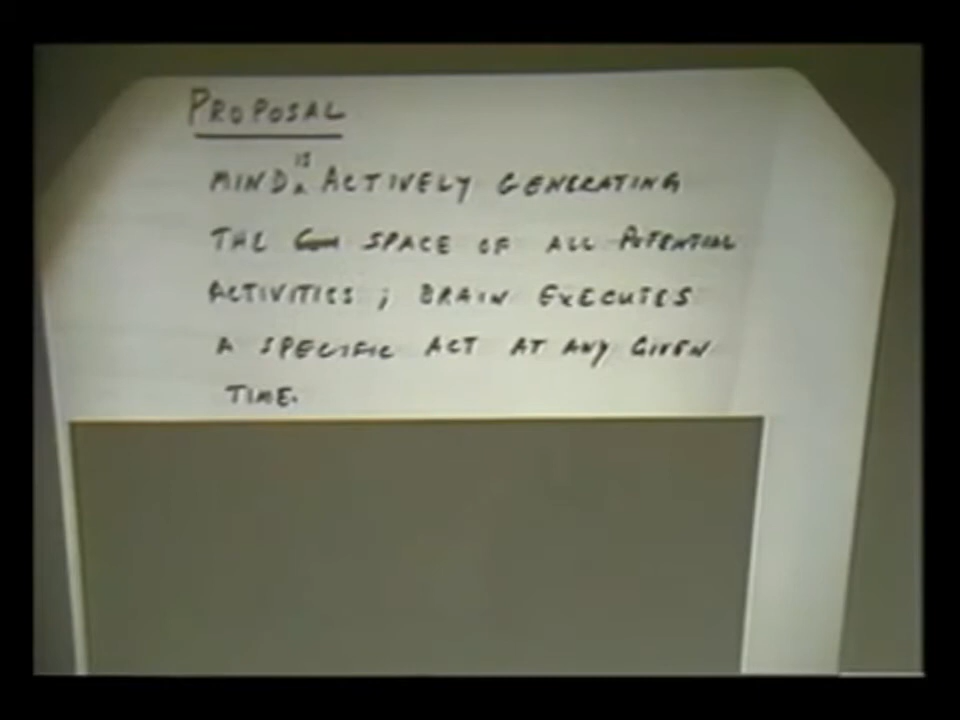 PROPOSAL
MIND IS ACTIVELY GENERATING
THE SPACE OF ALL POTENTIAL
ACTIVITIES ; BRAIN EXECUTES
A SPECIFIC ACT AT ANY GIVEN
TIME.